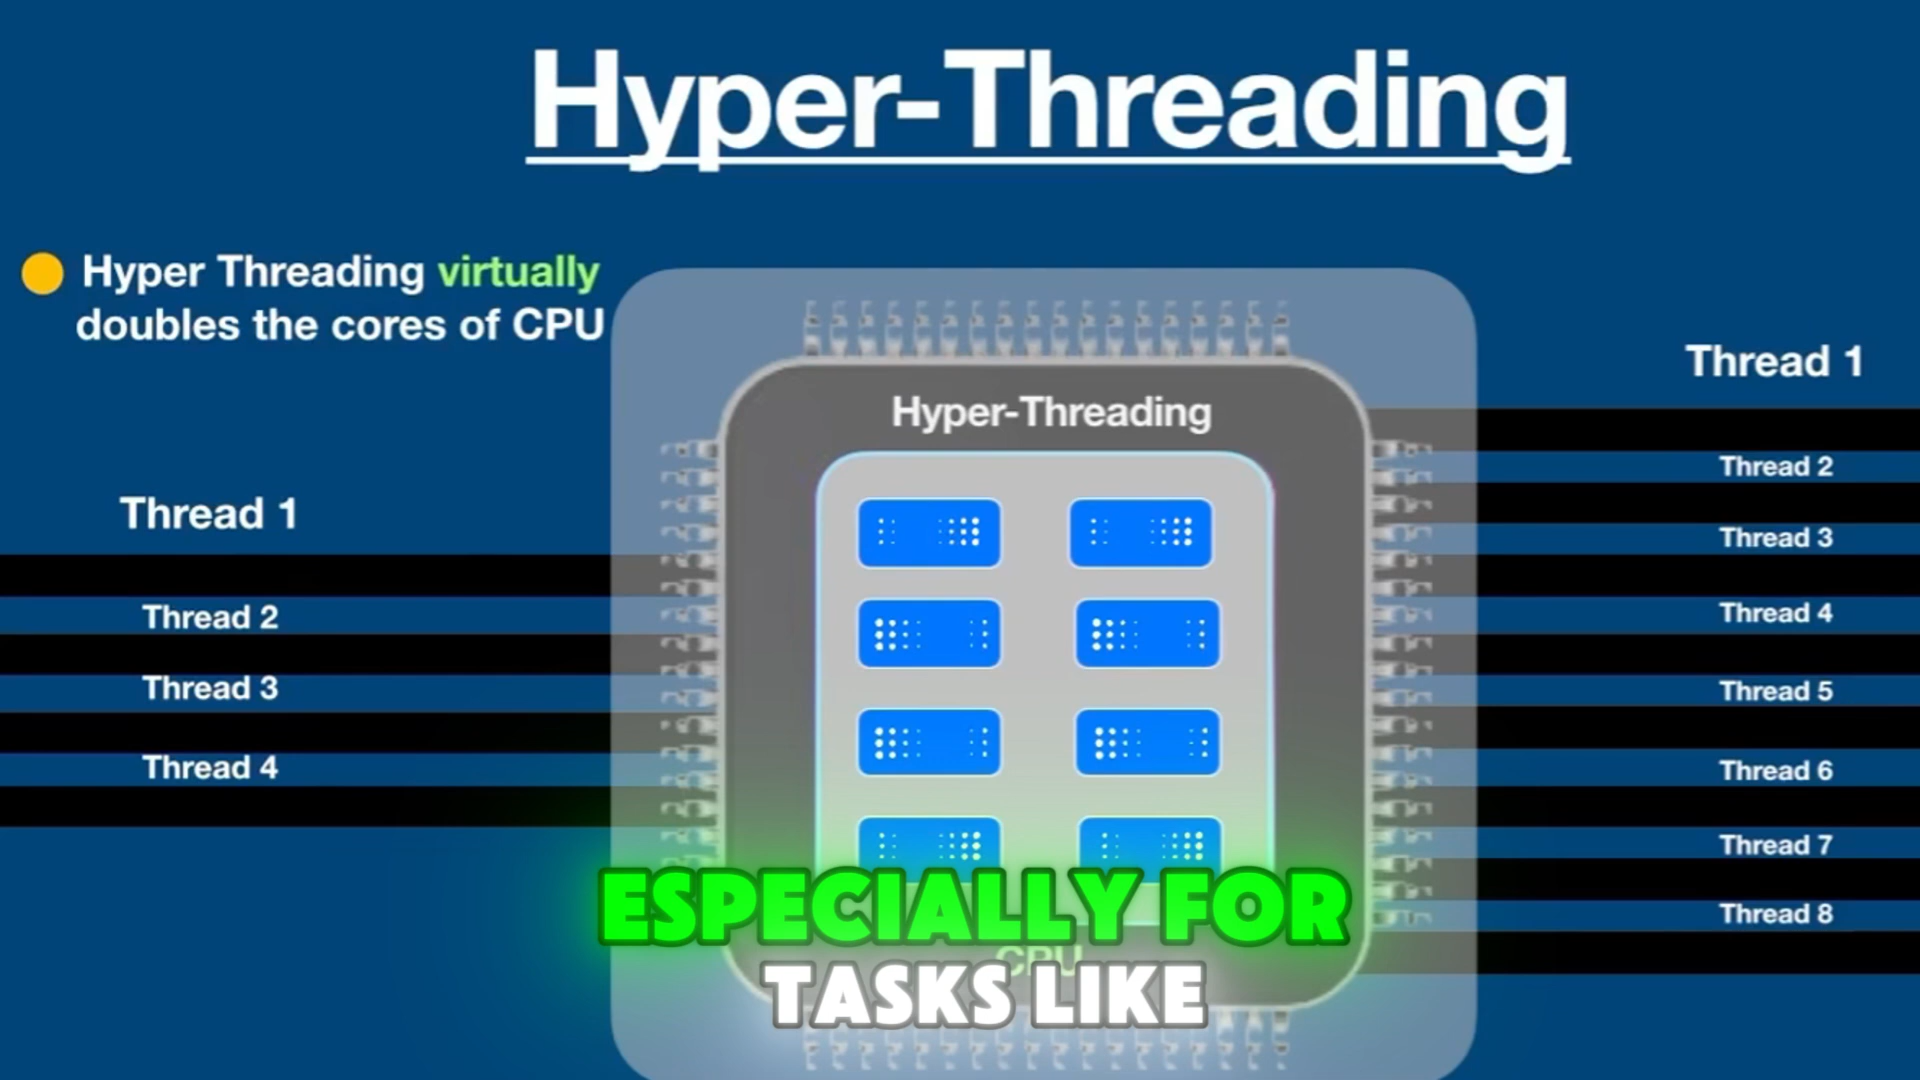 Hyper-Threading
Hyper Threading virtually
doubles the cores of CPU
Thread 1
Thread 2
Thread 3
Thread 4
Hyper-Threading
CPU
Thread 1
Thread 2
Thread 3
Thread 4
Thread 5
Thread 6
Thread 7
Thread 8
ESPECIALLY FOR
TASKS LIKE